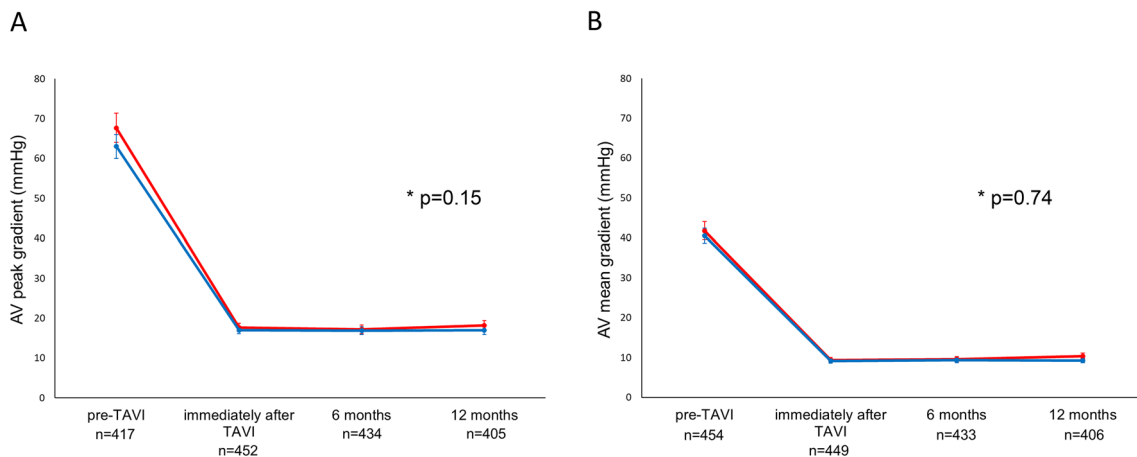 A
AV peak gradient (mmHg)
80
70
60
50
40
30
20
10
0
* p=0.15
pre-TAVI
n=417
immediately after
TAVI
n=452
6 months
n=434
12 months
n=405
B
AV mean gradient (mmHg)
80
70
60
50
40
30
20
10
0
* p=0.74
pre-TAVI
n=454
immediately after
TAVI
n=449
6 months
n=433
12 months
n=406